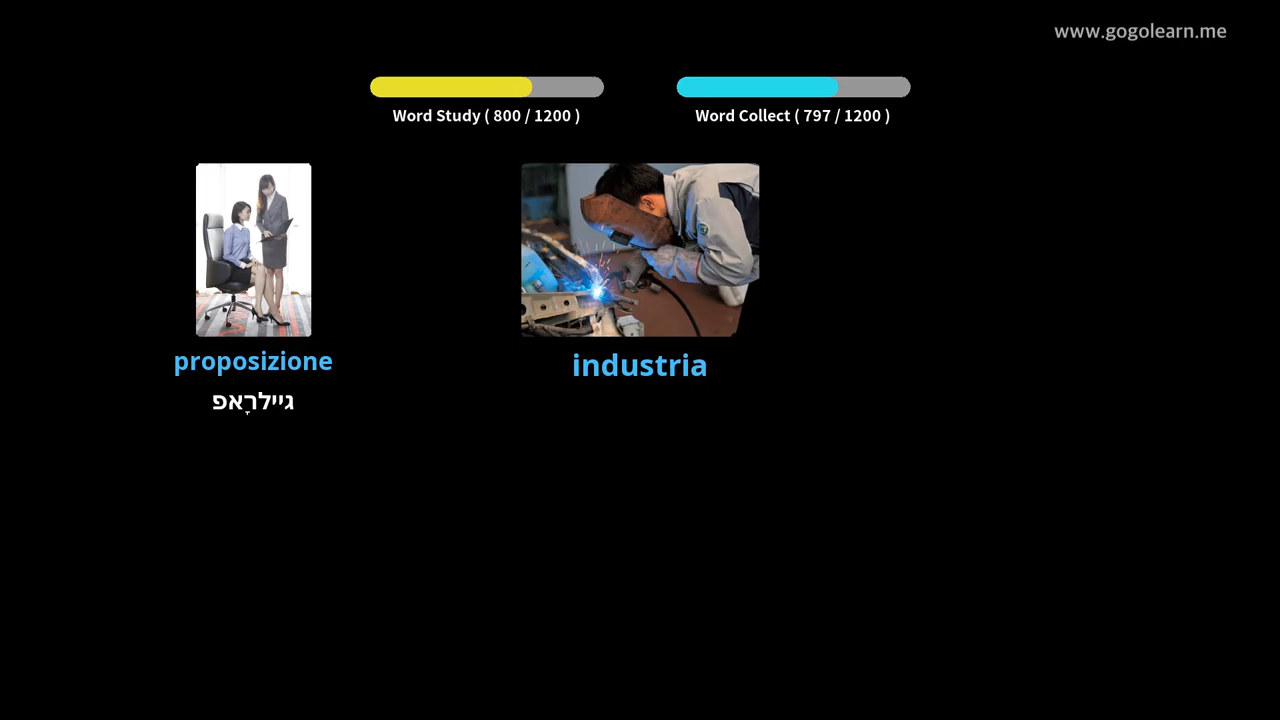 www.gogolearn.me
Word Study ( 800 / 1200 )
Word Collect ( 797 / 1200 )
proposizione
גיילרָאפ
industria